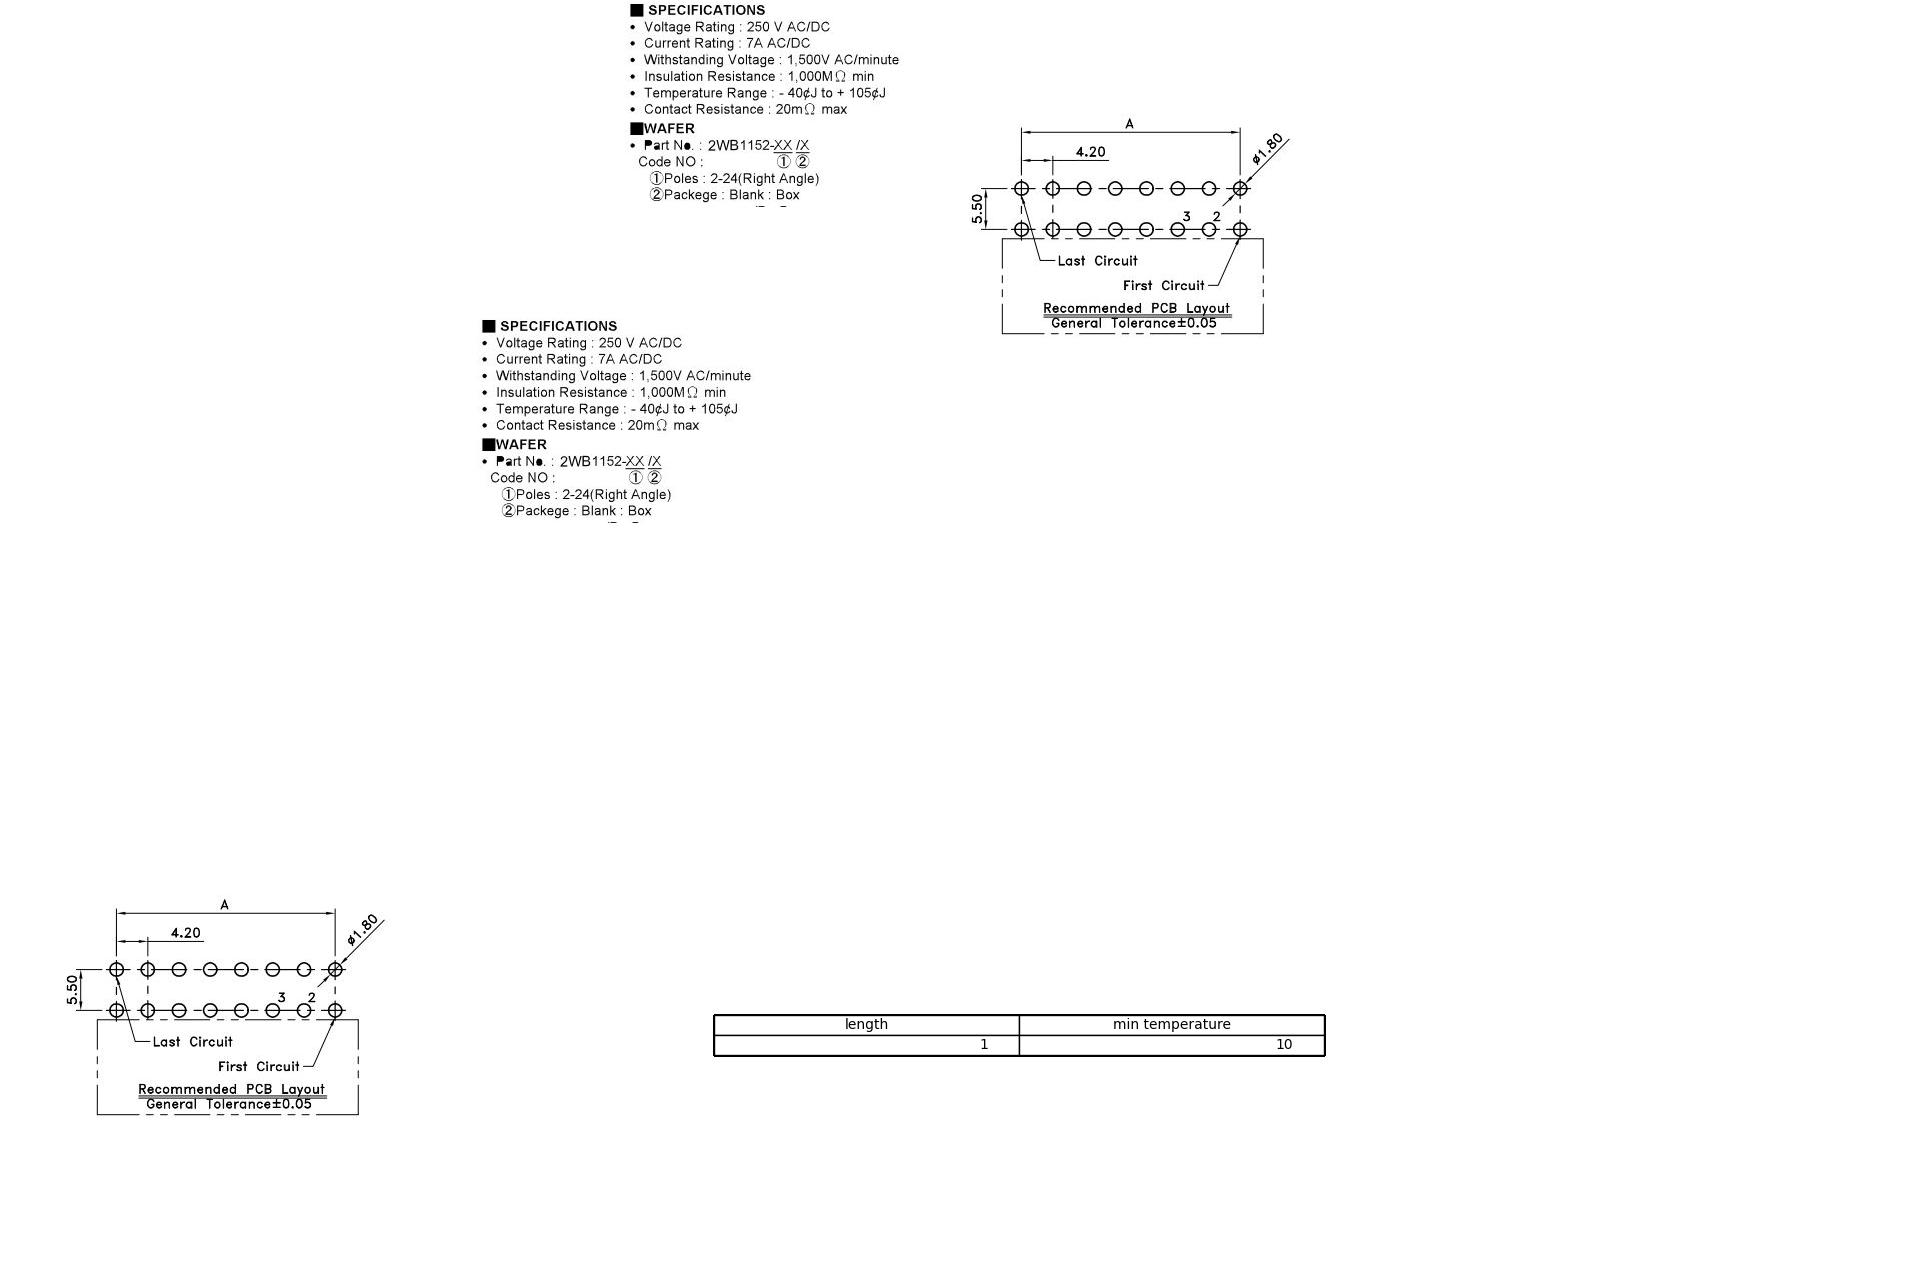 ■ SPECIFICATIONS
• Voltage Rating : 250 V AC/DC
• Current Rating : 7A AC/DC
• Withstanding Voltage : 1,500V AC/minute
• Insulation Resistance : 1,000MΩ min
• Temperature Range : - 40¢J to + 105¢J
• Contact Resistance : 20mΩ max
■WAFER
• Part No. : 2WB1152-XX /X
Code NO : ① ②
①Poles : 2-24(Right Angle)
②Packege : Blank : Box
A
4.20
ø1.80
5.50
3 2
Last Circuit
First Circuit
Recommended PCB Layout
General Tolerance±0.05
■ SPECIFICATIONS
• Voltage Rating : 250 V AC/DC
• Current Rating : 7A AC/DC
• Withstanding Voltage : 1,500V AC/minute
• Insulation Resistance : 1,000MΩ min
• Temperature Range : - 40¢J to + 105¢J
• Contact Resistance : 20mΩ max
■WAFER
• Part No. : 2WB1152-XX /X
Code NO : ① ②
①Poles : 2-24(Right Angle)
②Packege : Blank : Box
A
4.20
ø1.80
5.50
3 2
Last Circuit
First Circuit
Recommended PCB Layout
General Tolerance±0.05
length min temperature
1 10